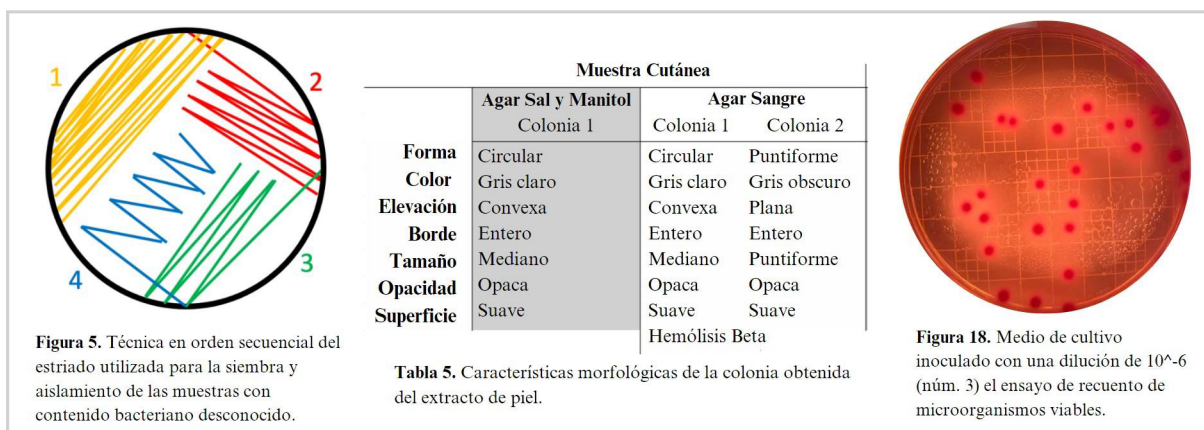 1
2
3
4
Figura 5. Técnica en orden secuencial del
estriado utilizada para la siembra y
aislamiento de las muestras con
contenido bacteriano desconocido.
Muestra Cutánea
Agar Sal y Manitol Agar Sangre
Colonia 1 Colonia 1 Colonia 2
Forma Circular Circular Puntiforme
Color Gris claro Gris claro Gris obscuro
Elevación Convexa Convexa Plana
Borde Entero Entero Entero
Tamaño Mediano Mediano Puntiforme
Opacidad Opaca Opaca Opaca
Superficie Suave Suave Suave
Hemólisis Beta
Tabla 5. Características morfológicas de la colonia obtenida
del extracto de piel.
Figura 18. Medio de cultivo
inoculado con una dilución de 10^-6
(núm. 3) el ensayo de recuento de
microorganismos viables.